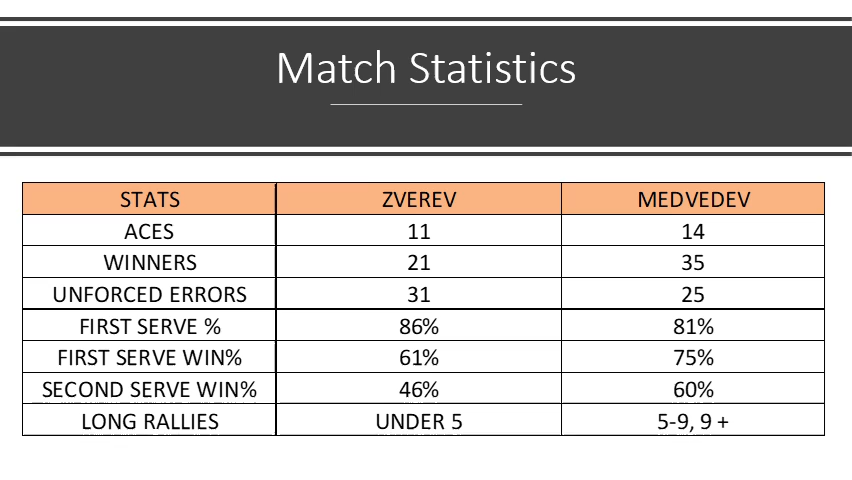 Match Statistics
STATS ZVEREV MEDVEDEV
ACES 11 14
WINNERS 21 35
UNFORCED ERRORS 31 25
FIRST SERVE % 86% 81%
FIRST SERVE WIN% 61% 75%
SECOND SERVE WIN% 46% 60%
LONG RALLIES UNDER 5 5-9, 9 +